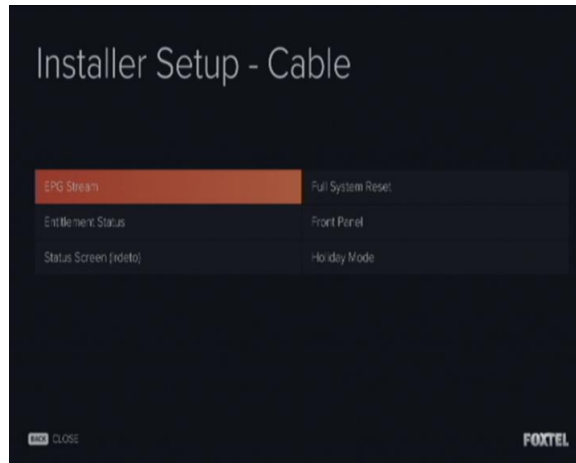 Installer Setup - Cable
EPG Stream
Full System Reset
Entitlement Status
Front Panel
Status Screen (Irdeto)
Holiday Mode
BACK CLOSE
FOXTEL